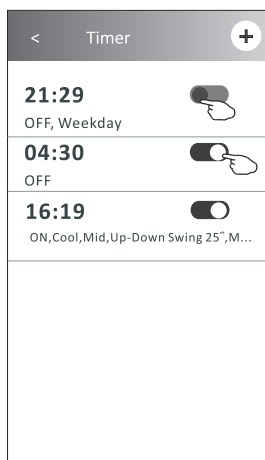 < Timer +
21:29
OFF, Weekday
04:30
OFF
16:19
ON,Cool,Mid,Up-Down Swing 25℃,M...